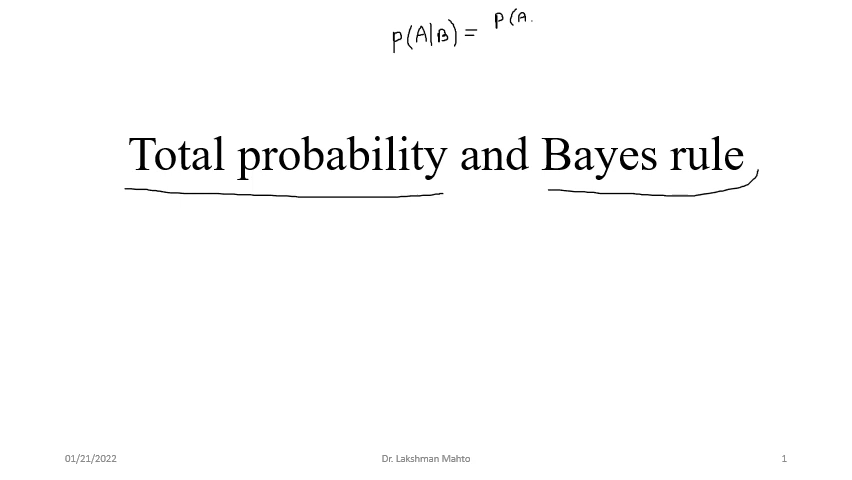 P(A|B) = P(A.
Total probability and Bayes rule
01/21/2022 Dr. Lakshman Mahto 1